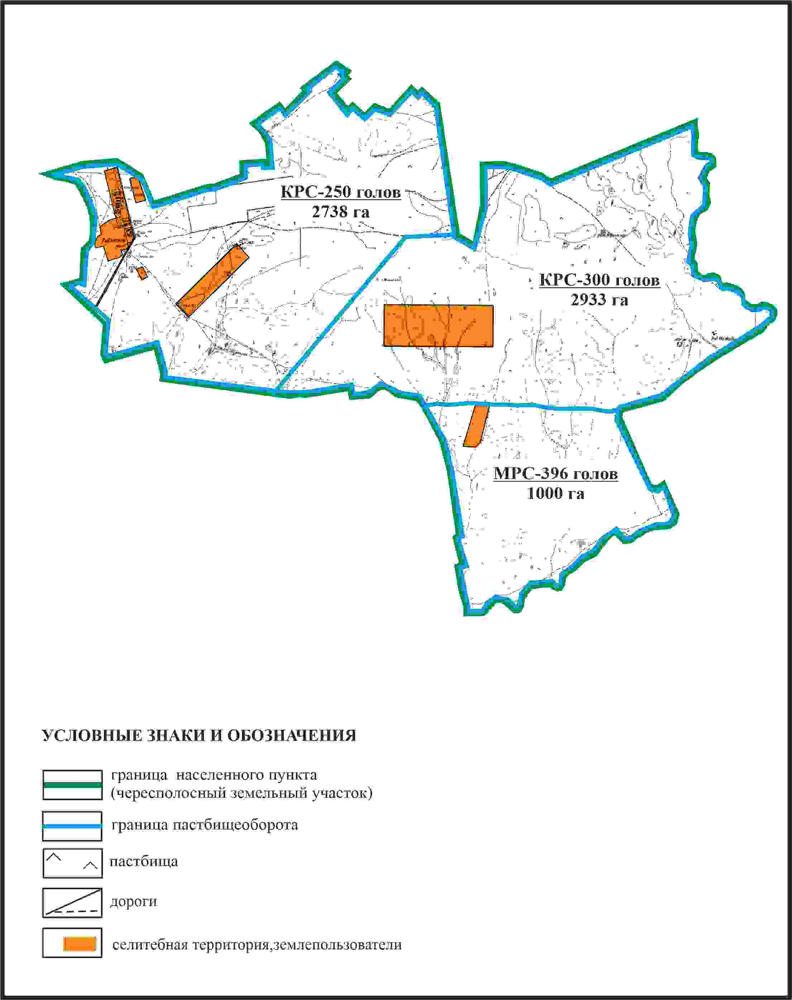 КРС-250 голов
2738 га
КРС-300 голов
2933 га
МРС-396 голов
1000 га
УСЛОВНЫЕ ЗНАКИ И ОБОЗНАЧЕНИЯ
граница населенного пункта
(чересполосный земельный участок)
граница пастбищеоборота
пастбища
дороги
селитебная территория,землепользователи